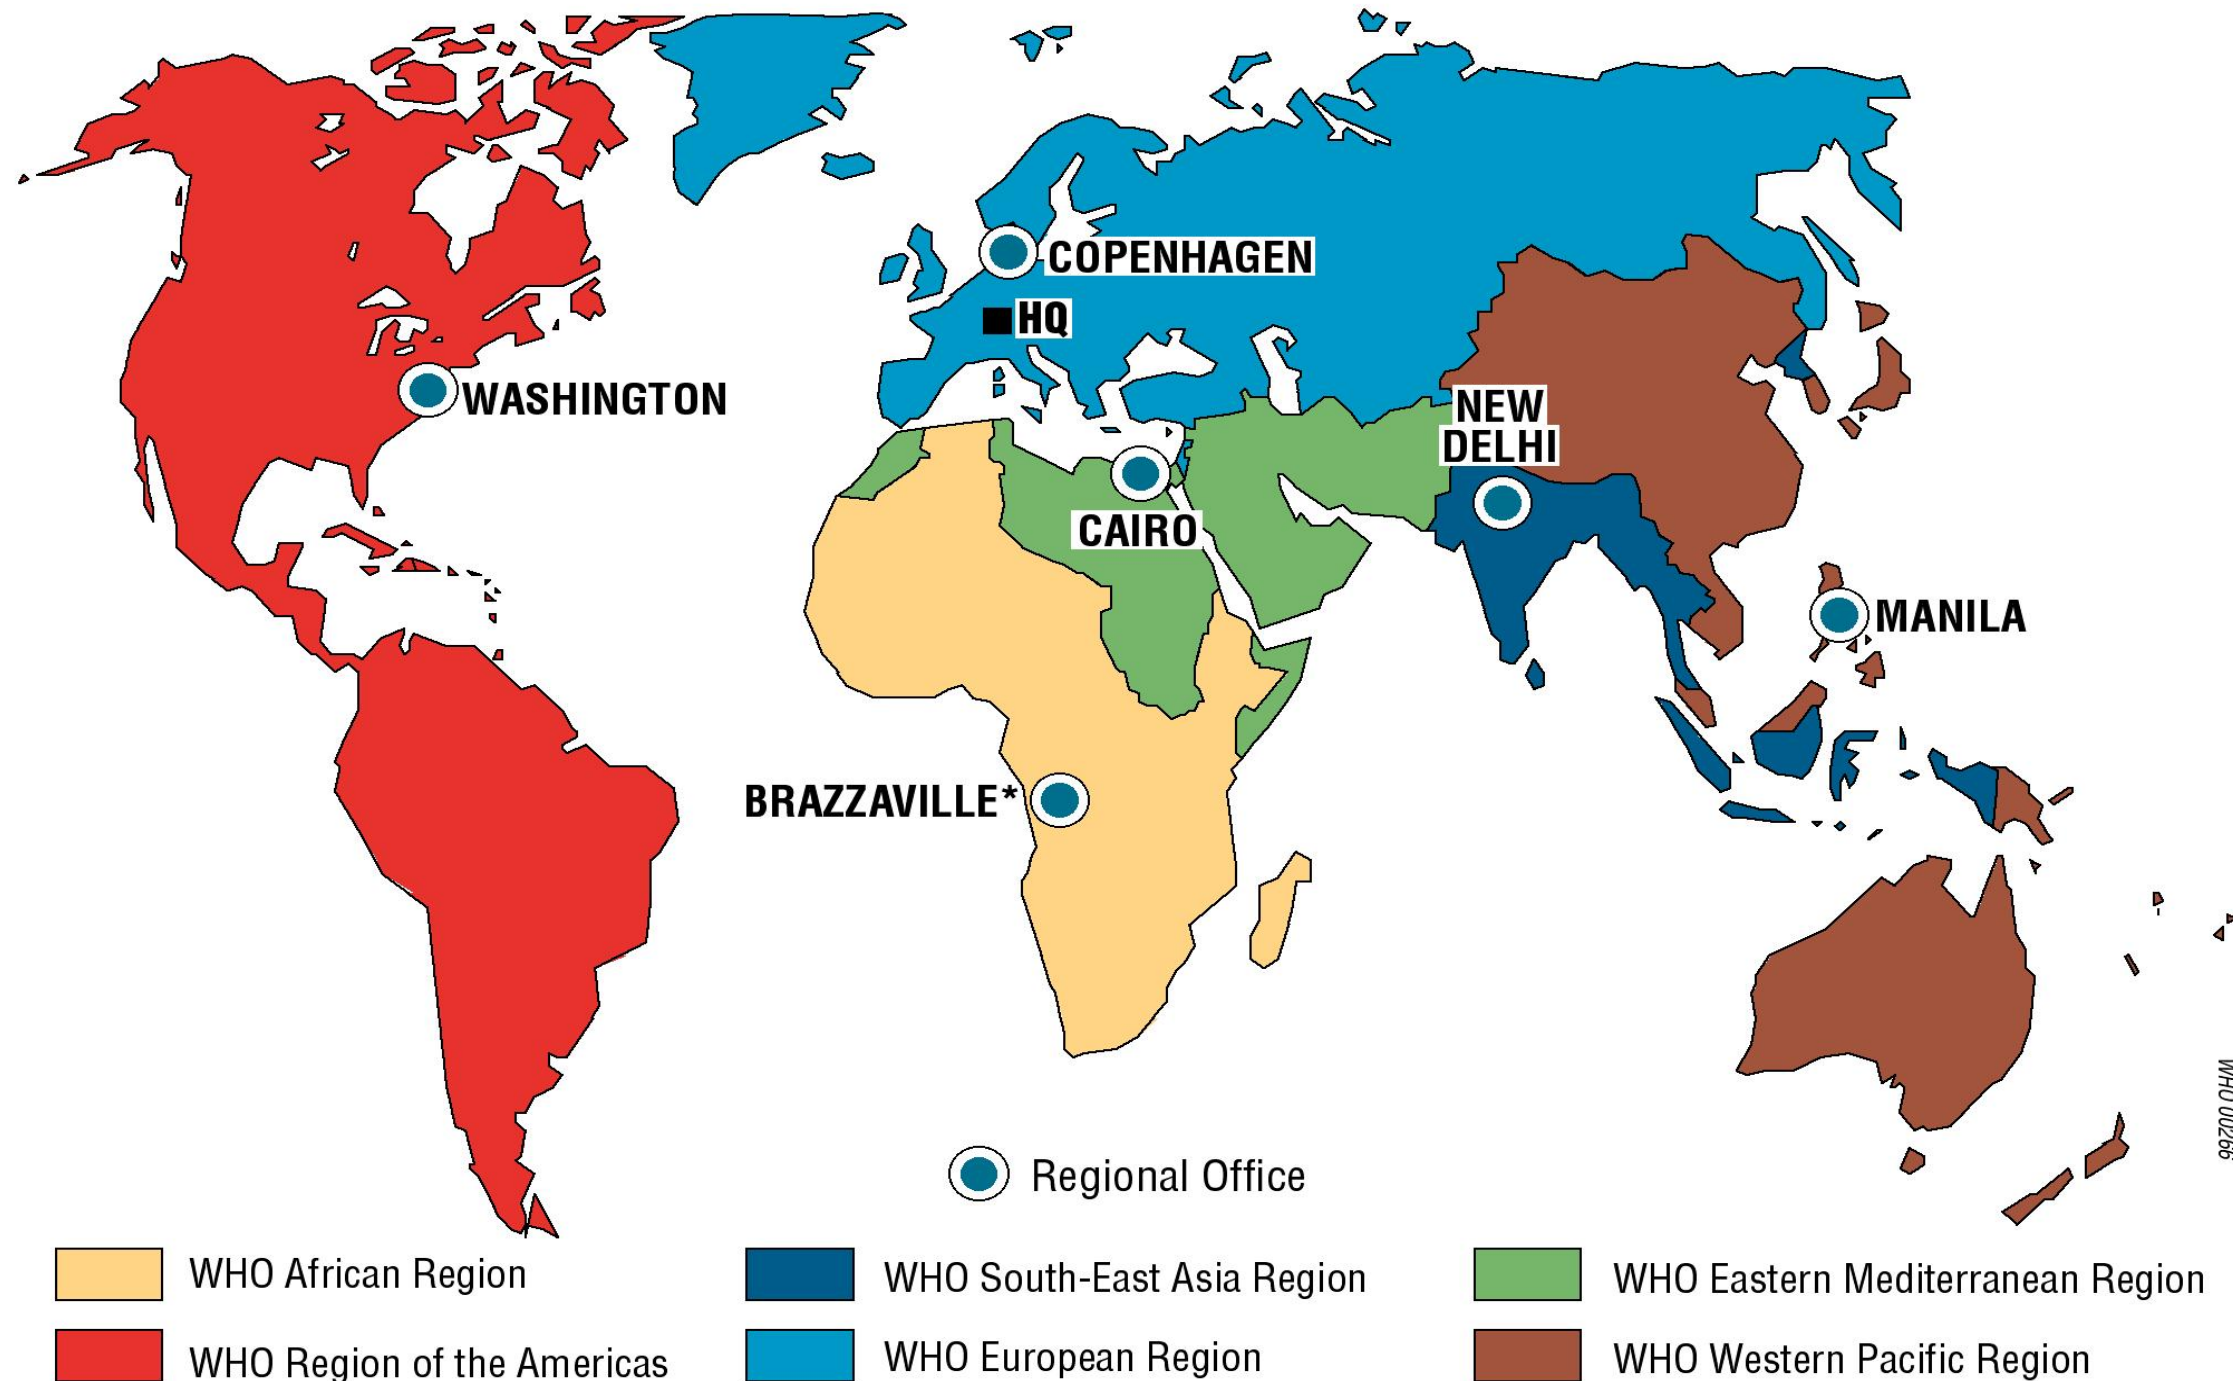 COPENHAGEN
HQ
WASHINGTON
NEW
DELHI
CAIRO
MANILA
BRAZZAVILLE*
Regional Office
WHO African Region
WHO South-East Asia Region
WHO Eastern Mediterranean Region
WHO Region of the Americas
WHO European Region
WHO Western Pacific Region
WHO 00266